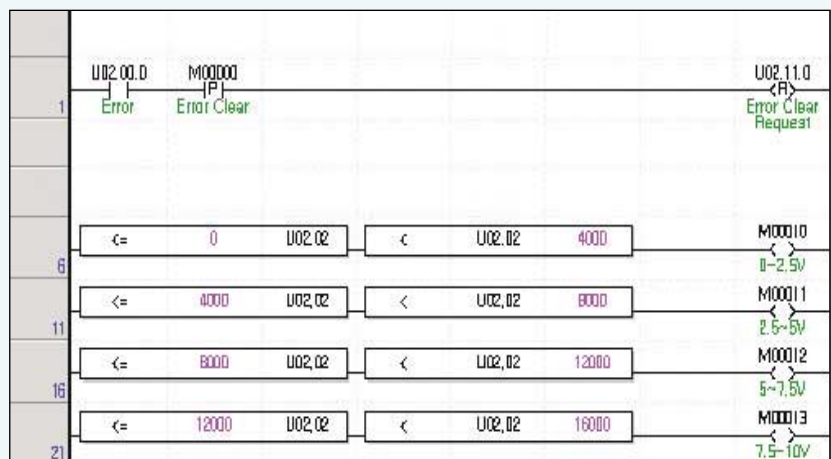 U02.00.D M00000 U02.11.0
P R
1 Error Error Clear Error Clear
Request
<= 0 U02.02 < U02.02 4000 M00010
6 0~2.5V
<= 4000 U02.02 < U02.02 8000 M00011
11 2.5~5V
<= 8000 U02.02 < U02.02 12000 M00012
16 5~7.5V
<= 12000 U02.02 < U02.02 16000 M00013
21 7.5~10V